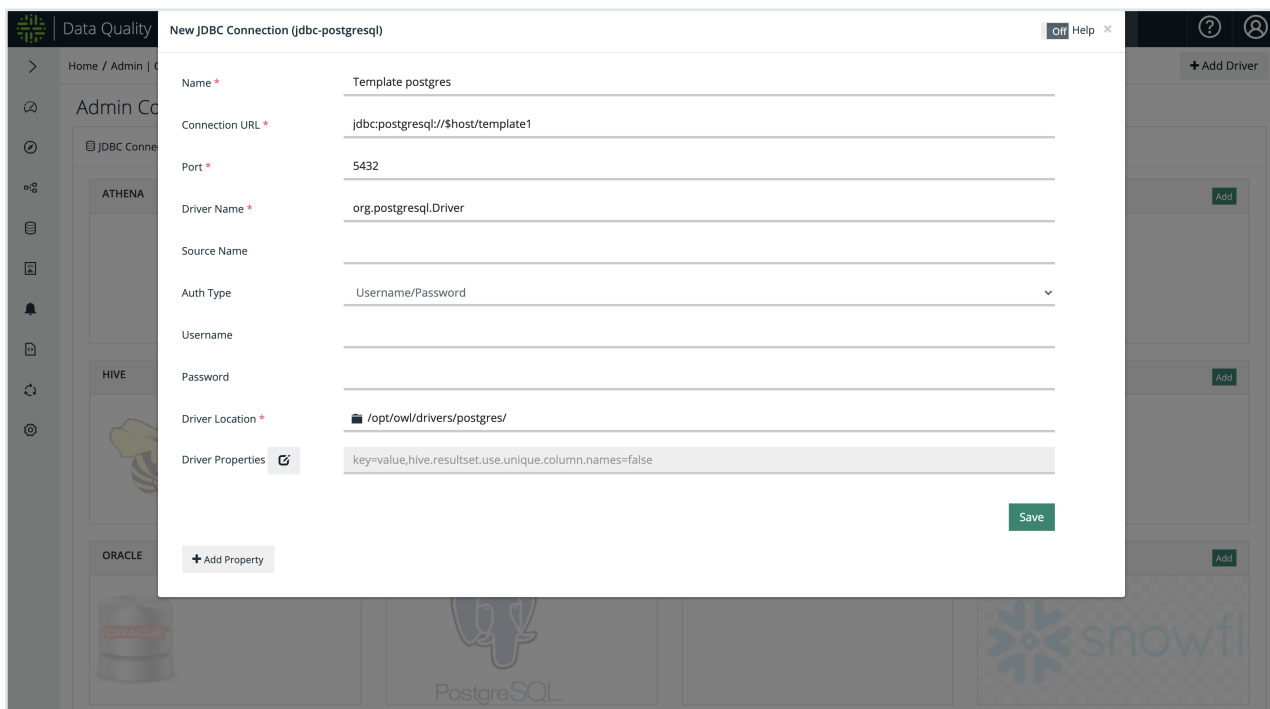 Data Quality
New JDBC Connection (jdbc-postgresql)
Off Help ×
Home / Admin | C
+ Add Driver
Admin Co
JDBC Conne
Name *
Template postgres
Connection URL *
jdbc:postgresql://$host/template1
Port *
5432
Driver Name *
org.postgresql.Driver
Source Name
Auth Type
Username/Password
Username
Password
Driver Location *
/opt/owl/drivers/postgres/
Driver Properties
key=value,hive.resultset.use.unique.column.names=false
Save
+ Add Property
ATHENA
Add
HIVE
Add
ORACLE
Add
ORACLE
PostgreSQL
snowfl